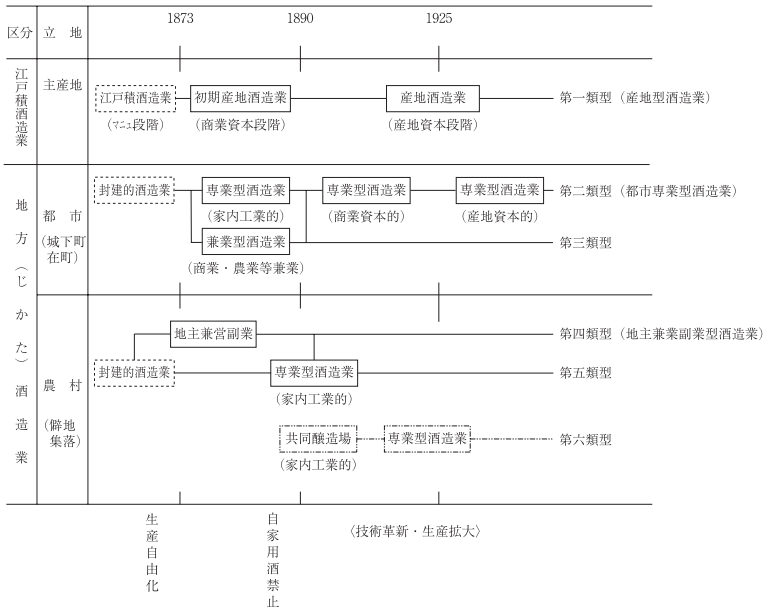 区分 立 地 1873 1890 1925
江戸積酒造業
主産地
江戸積酒造業 初期産地酒造業 産地酒造業 第一類型（産地型酒造業）
（マニュ段階） （商業資本段階） （産地資本段階）
地方（じかた）酒造業
都 市
（城下町
在町）
封建的酒造業 専業型酒造業 専業型酒造業 専業型酒造業 第二類型（都市専業型酒造業）
（家内工業的） （商業資本的） （産地資本的）
兼業型酒造業 第三類型
（商業・農業等兼業）
農 村
（僻地
集落）
地主兼営副業 第四類型（地主兼業副業型酒造業）
封建的酒造業 専業型酒造業 第五類型
（家内工業的）
共同醸造場 専業型酒造業 第六類型
（家内工業的）
生産自由化
自家用酒禁止
〈技術革新・生産拡大〉